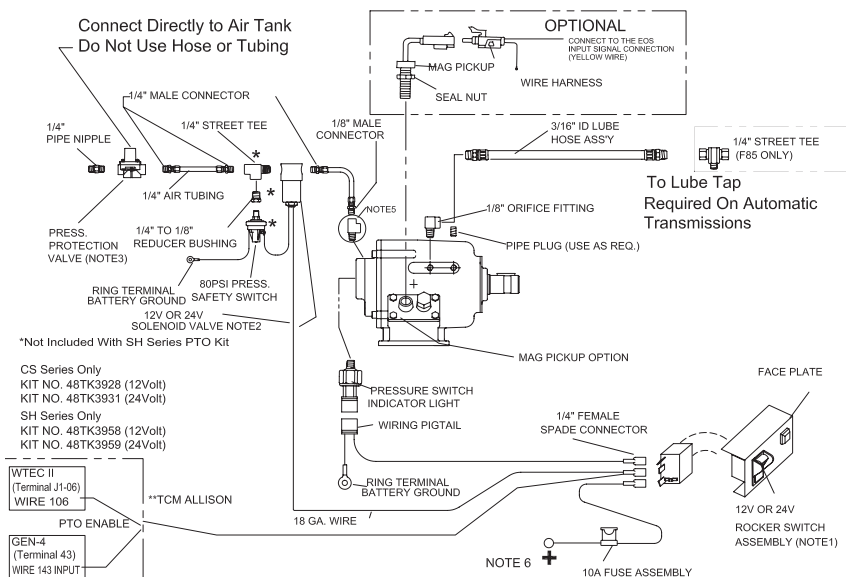 Connect Directly to Air Tank
Do Not Use Hose or Tubing
OPTIONAL
CONNECT TO THE EOS
INPUT SIGNAL CONNECTION
(YELLOW WIRE)
MAG PICKUP
WIRE HARNESS
SEAL NUT
1/4" MALE CONNECTOR
1/4"
PIPE NIPPLE
1/4" STREET TEE
*
1/8" MALE
CONNECTOR
3/16" ID LUBE
HOSE ASS'Y
1/4" STREET TEE
(F85 ONLY)
1/4" AIR TUBING
*
*
NOTE5
1/8" ORIFICE FITTING
To Lube Tap
Required On Automatic
Transmissions
PRESS.
PROTECTION
VALVE (NOTE3)
1/4" TO 1/8"
REDUCER BUSHING
PIPE PLUG (USE AS REQ.)
RING TERMINAL
BATTERY GROUND
80PSI PRESS.
SAFETY SWITCH
12V OR 24V
SOLENOID VALVE NOTE2
*Not Included With SH Series PTO Kit
MAG PICKUP OPTION
CS Series Only
KIT NO. 48TK3928 (12Volt)
KIT NO. 48TK3931 (24Volt)
SH Series Only
KIT NO. 48TK3958 (12Volt)
KIT NO. 48TK3959 (24Volt)
PRESSURE SWITCH
INDICATOR LIGHT
WIRING PIGTAIL
1/4" FEMALE
SPADE CONNECTOR
FACE PLATE
WTEC II
(Terminal J1-06)
WIRE 106
**TCM ALLISON
RING TERMINAL
BATTERY GROUND
PTO ENABLE
18 GA. WIRE
12V OR 24V
ROCKER SWITCH
ASSEMBLY (NOTE1)
GEN-4
(Terminal 43)
WIRE 143 INPUT
NOTE 6
+
10A FUSE ASSEMBLY